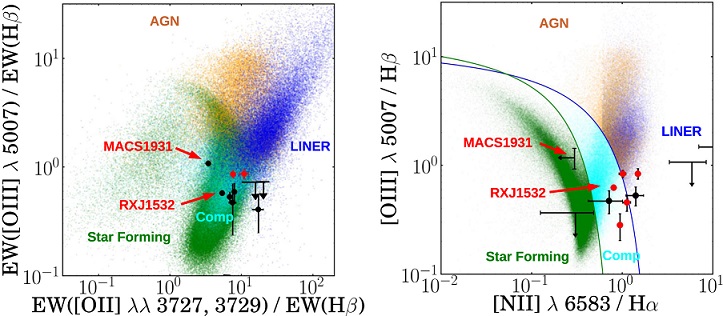 AGN
MACS1931
LINER
RXJ1532
Comp
Star Forming
EW([OIII] λ 5007) / EW(Hβ)
10¹
10⁰
10⁻¹
10⁻¹ 10⁰ 10¹ 10²
EW([OII] λλ 3727, 3729) / EW(Hβ)
AGN
MACS1931
LINER
RXJ1532
Star Forming
Comp
[OIII] λ 5007 / Hβ
10¹
10⁰
10⁻¹
10⁻² 10⁻¹ 10⁰ 10¹
[NII] λ 6583 / Hα